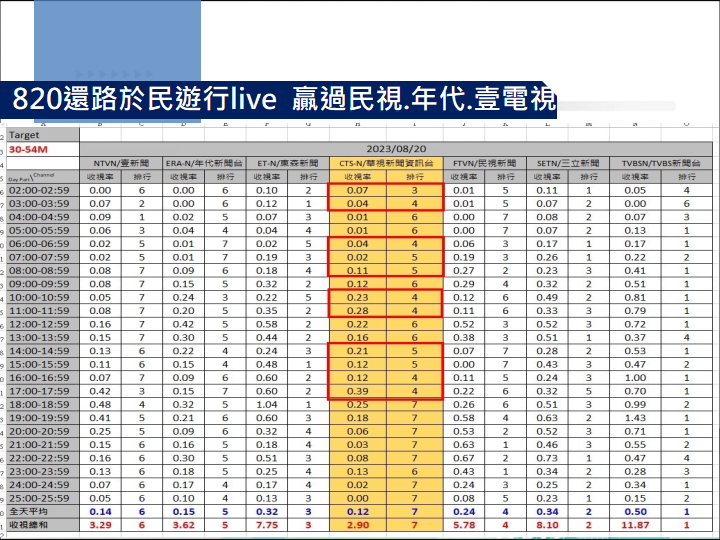 820還路於民遊行live 贏過民視.年代.壹電視
Target
30-54M 2023/08/20
NTVN/壹新聞 ERA-N/年代新聞台 ET-N/東森新聞 CTS-N/華視新聞資訊台 FTVN/民視新聞 SETN/三立新聞 TVBSN/TVBS新聞台
Day Part\Channel 收視率 排行 收視率 排行 收視率 排行 收視率 排行 收視率 排行 收視率 排行 收視率 排行
02:00-02:59 0.00 6 0.00 6 0.10 2 0.07 3 0.01 5 0.11 1 0.05 4
03:00-03:59 0.07 2 0.00 6 0.12 1 0.04 4 0.01 5 0.07 2 0.00 6
04:00-04:59 0.09 1 0.02 5 0.07 3 0.01 6 0.00 7 0.08 2 0.07 3
05:00-05:59 0.06 3 0.04 4 0.04 4 0.01 6 0.00 7 0.07 2 0.13 1
06:00-06:59 0.02 5 0.01 7 0.02 5 0.04 4 0.06 3 0.17 1 0.17 1
07:00-07:59 0.02 5 0.01 7 0.19 3 0.02 5 0.19 3 0.26 1 0.22 2
08:00-08:59 0.08 7 0.09 6 0.18 4 0.11 5 0.27 2 0.23 3 0.41 1
09:00-09:59 0.08 7 0.15 5 0.32 2 0.12 6 0.29 4 0.32 2 0.51 1
10:00-10:59 0.05 7 0.24 3 0.22 5 0.23 4 0.12 6 0.49 2 0.81 1
11:00-11:59 0.08 7 0.20 5 0.35 2 0.28 4 0.11 6 0.33 3 0.79 1
12:00-12:59 0.16 7 0.42 5 0.58 2 0.22 6 0.52 3 0.52 3 0.72 1
13:00-13:59 0.15 7 0.30 5 0.44 2 0.16 6 0.38 3 0.51 1 0.37 4
14:00-14:59 0.13 6 0.22 4 0.24 3 0.21 5 0.07 7 0.28 2 0.53 1
15:00-15:59 0.11 6 0.15 4 0.48 1 0.12 5 0.00 7 0.43 3 0.47 2
16:00-16:59 0.07 7 0.09 6 0.60 2 0.12 4 0.11 5 0.24 3 1.00 1
17:00-17:59 0.42 3 0.15 7 0.60 2 0.39 4 0.22 6 0.32 5 0.70 1
18:00-18:59 0.48 4 0.32 5 1.04 1 0.25 7 0.26 6 0.51 3 0.99 2
19:00-19:59 0.41 5 0.21 6 0.60 3 0.18 7 0.58 4 0.63 2 1.43 1
20:00-20:59 0.25 5 0.09 6 0.32 4 0.06 7 0.53 2 0.52 3 0.71 1
21:00-21:59 0.15 6 0.16 5 0.18 4 0.03 7 0.63 1 0.46 3 0.55 2
22:00-22:59 0.16 6 0.30 5 0.51 3 0.08 7 0.67 2 0.73 1 0.47 4
23:00-23:59 0.13 6 0.18 5 0.25 4 0.13 6 0.43 1 0.34 2 0.28 3
24:00-24:59 0.07 6 0.17 4 0.17 4 0.02 7 0.24 3 0.34 2 0.36 1
25:00-25:59 0.05 6 0.10 4 0.13 3 0.00 7 0.08 5 0.23 1 0.15 2
全天平均 0.14 6 0.15 5 0.32 3 0.12 7 0.24 4 0.34 2 0.50 1
收視總和 3.29 6 3.62 5 7.75 3 2.90 7 5.78 4 8.10 2 11.87 1